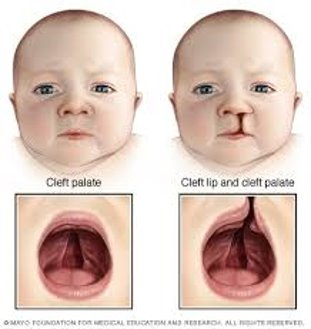 Cleft palate
Cleft lip and cleft palate
© MAYO FOUNDATION FOR MEDICAL EDUCATION AND RESEARCH. ALL RIGHTS RESERVED.